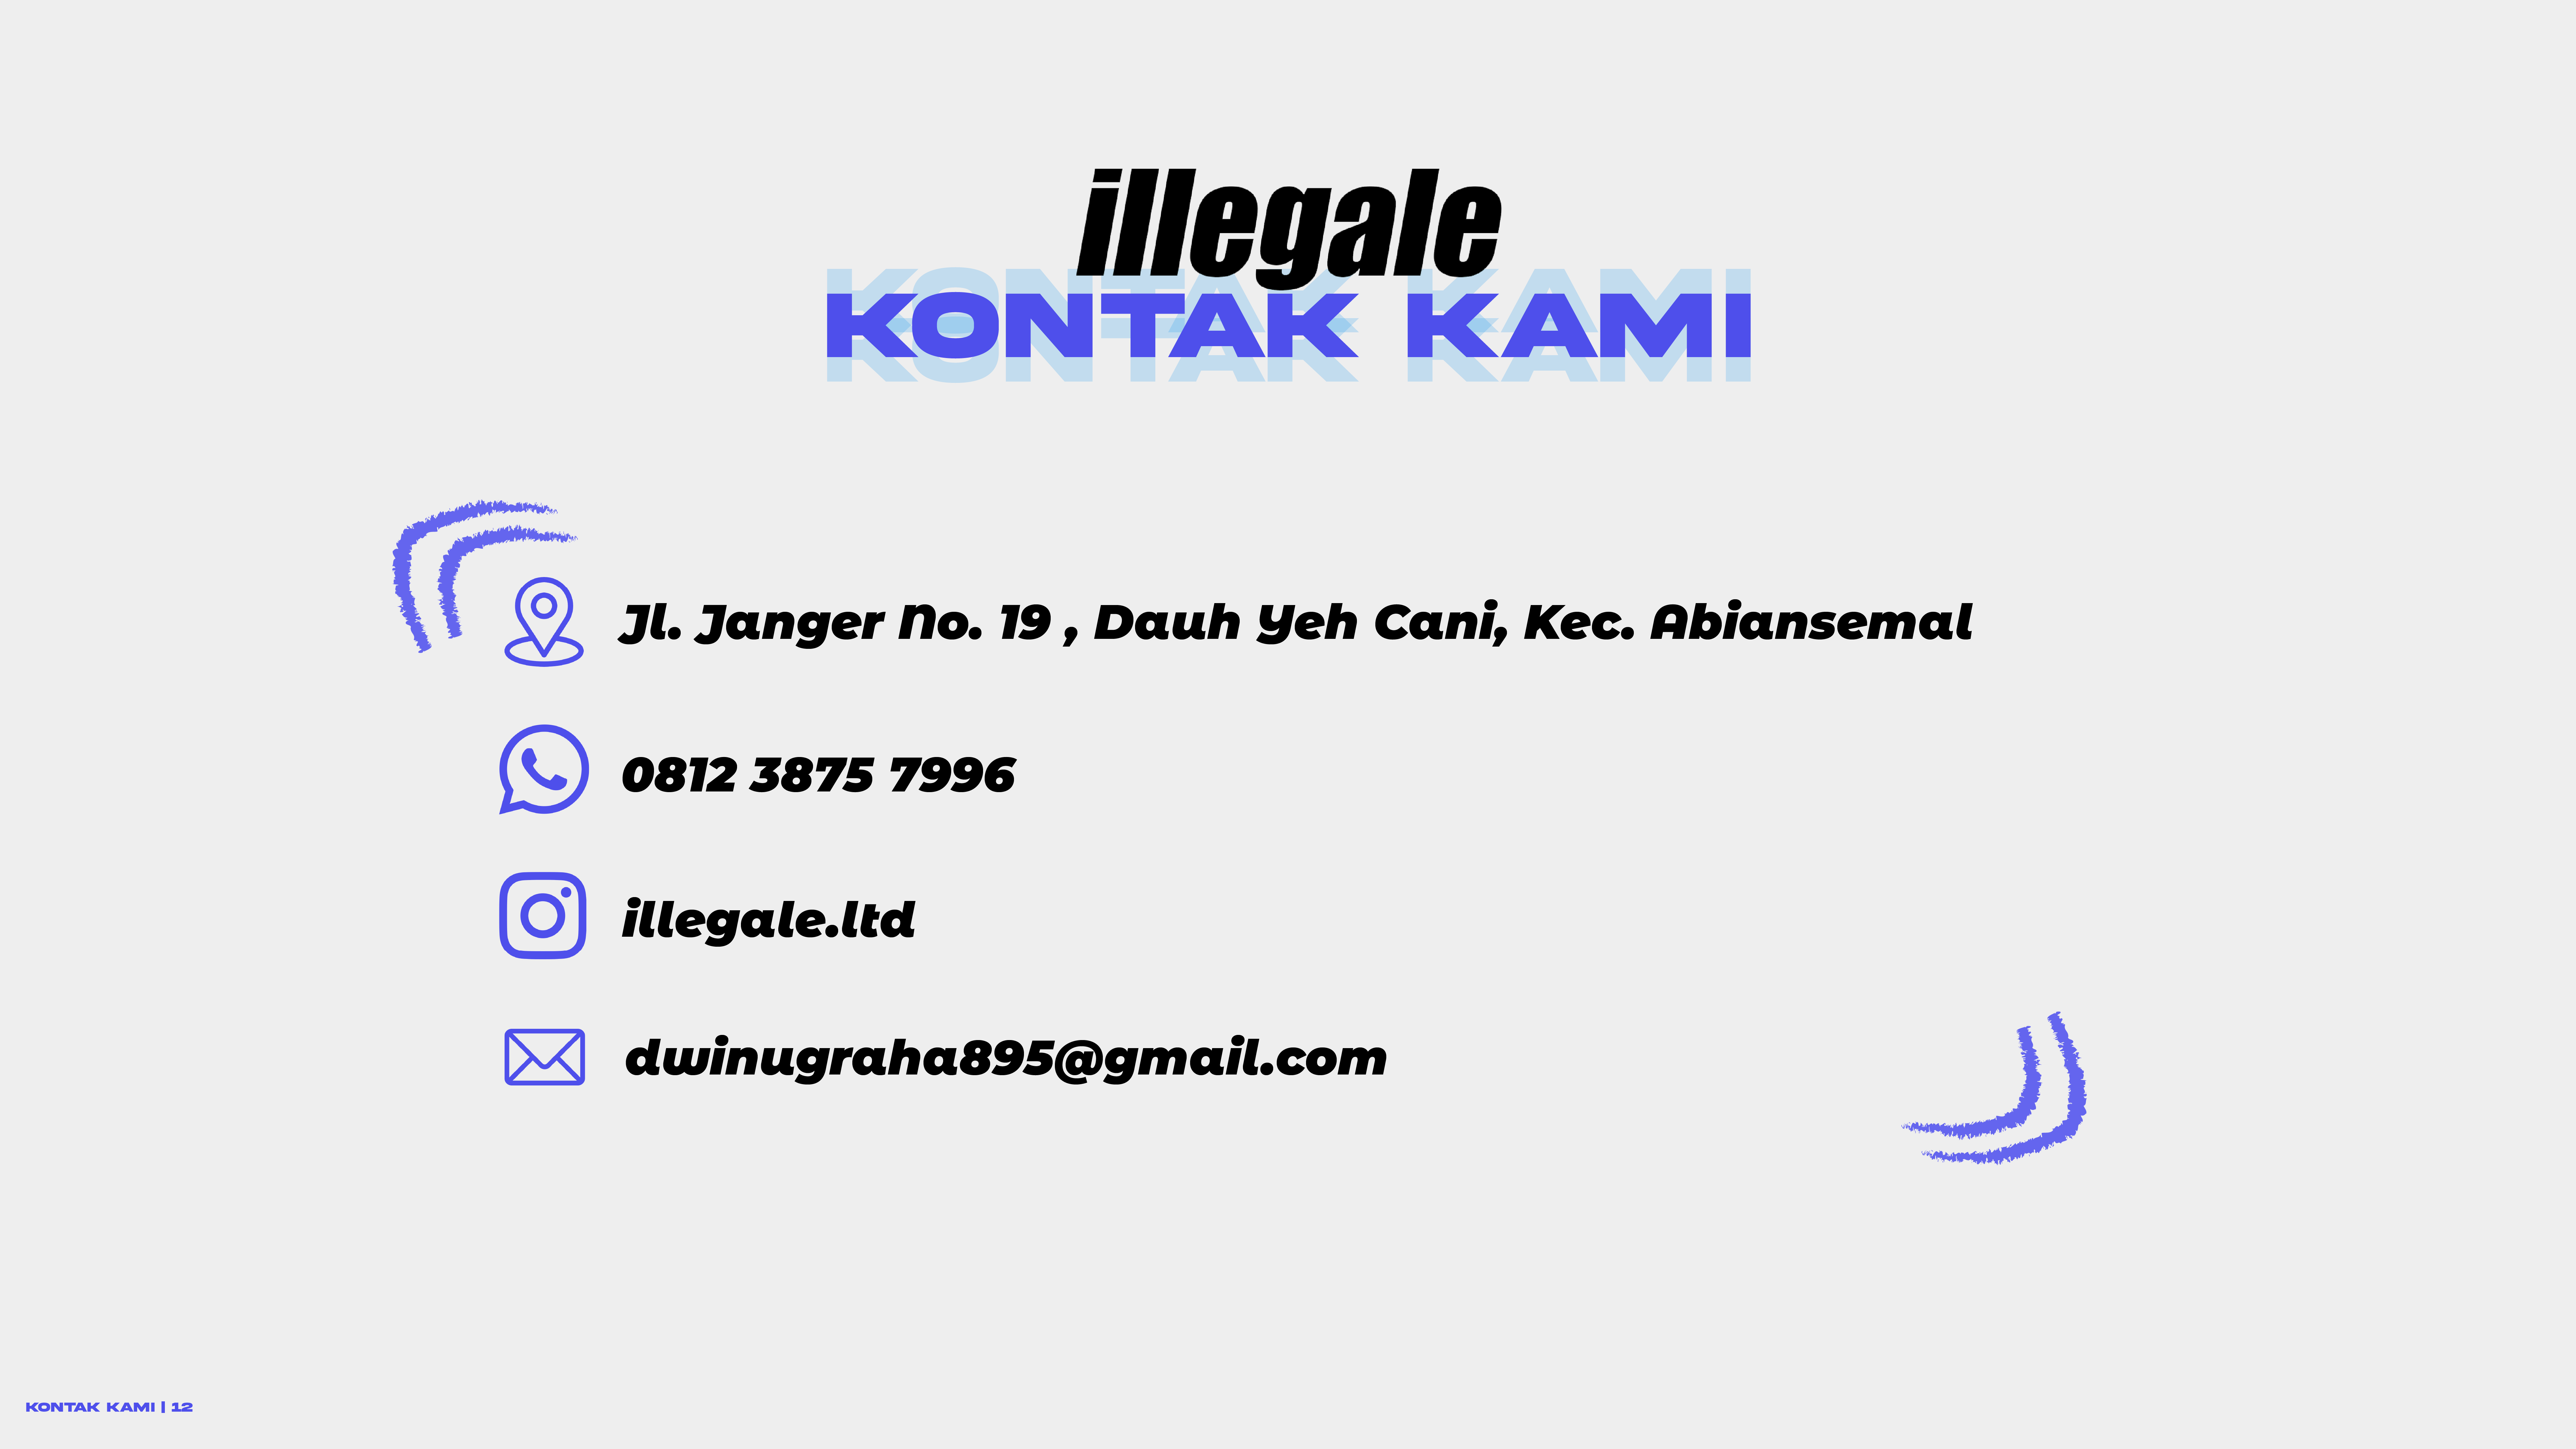 illegale
KONTAK KAMI
Jl. Janger No. 19 , Dauh Yeh Cani, Kec. Abiansemal
0812 3875 7996
illegale.ltd
dwinugraha895@gmail.com
KONTAK KAMI | 12